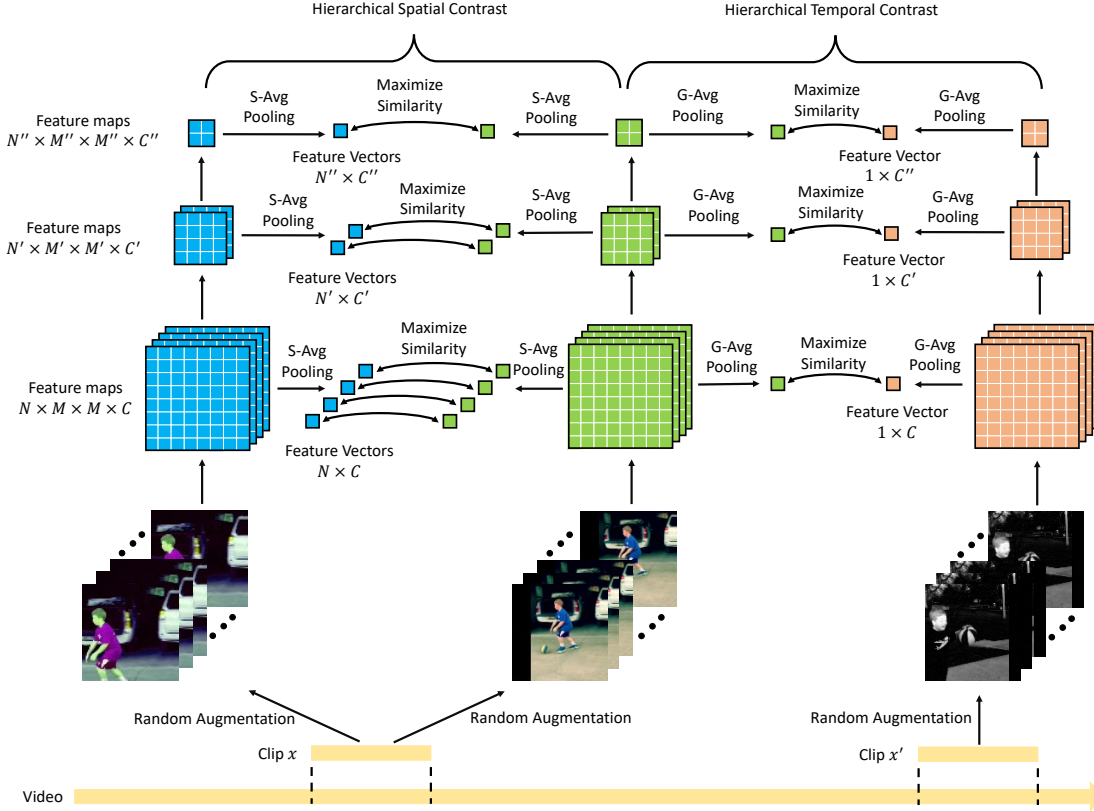 Hierarchical Spatial Contrast
Hierarchical Temporal Contrast
Feature maps
N'' × M'' × M'' × C''
S-Avg
Pooling
Maximize
Similarity
S-Avg
Pooling
G-Avg
Pooling
Maximize
Similarity
G-Avg
Pooling
Feature Vectors
N'' × C''
Feature Vector
1 × C''
Feature maps
N' × M' × M' × C'
S-Avg
Pooling
Maximize
Similarity
S-Avg
Pooling
G-Avg
Pooling
Maximize
Similarity
G-Avg
Pooling
Feature Vectors
N' × C'
Feature Vector
1 × C'
Feature maps
N × M × M × C
S-Avg
Pooling
Maximize
Similarity
S-Avg
Pooling
G-Avg
Pooling
Maximize
Similarity
G-Avg
Pooling
Feature Vectors
N × C
Feature Vector
1 × C
Random Augmentation
Random Augmentation
Random Augmentation
Clip x
Clip x'
Video